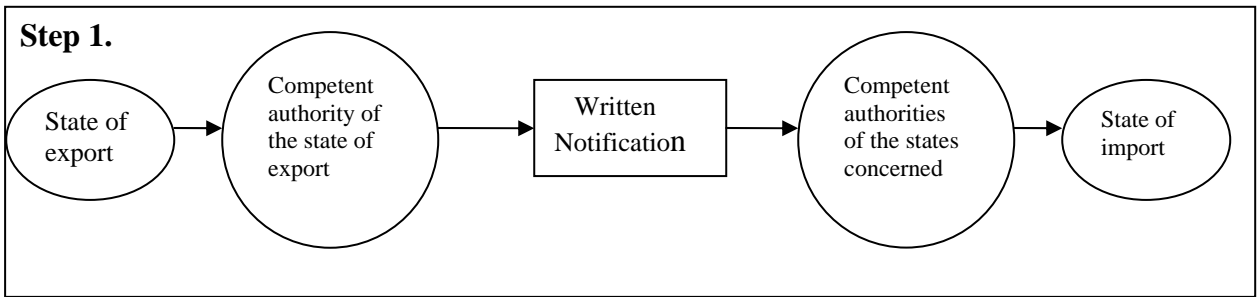 Step 1.
State of
export
Competent
authority of
the state of
export
Written
Notification
Competent
authorities
of the states
concerned
State of
import